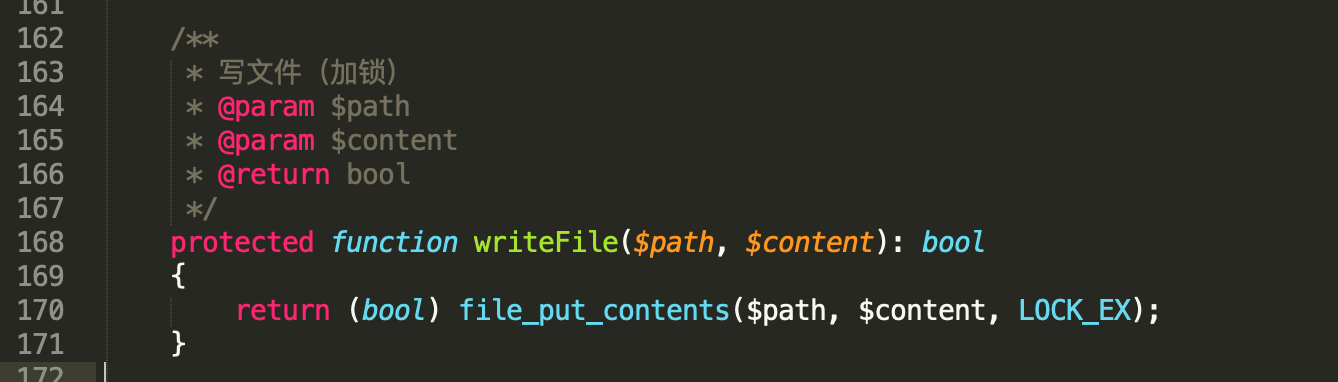 161
162 /**
163 * 写文件（加锁）
164 * @param $path
165 * @param $content
166 * @return bool
167 */
168 protected function writeFile($path, $content): bool
169 {
170 return (bool) file_put_contents($path, $content, LOCK_EX);
171 }
172